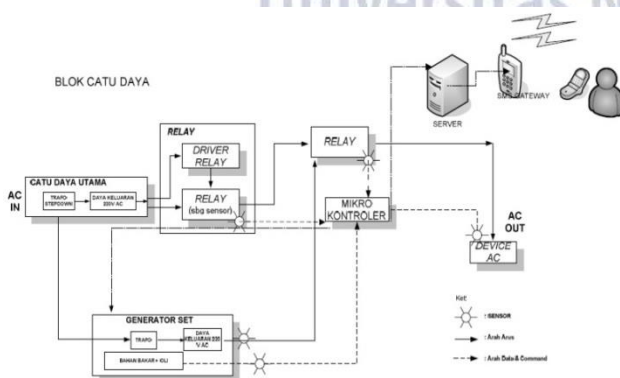 Universitas N
BLOK CATU DAYA
SERVER
SMS GATEWAY
RELAY
DRIVER
RELAY
RELAY
(sbg sensor)
RELAY
CATU DAYA UTAMA
AC
IN
TRAFO
STEPDOWN
DAYA KELUARAN
220 V AC
MIKRO
KONTROLER
AC
OUT
DEVICE
AC
GENERATOR SET
TRAFO
DAYA
KELUARAN 220
V AC
BAHAN BAKAR + OLI
Ket:
: SENSOR
: Arah Arus
: Arah Data & Command